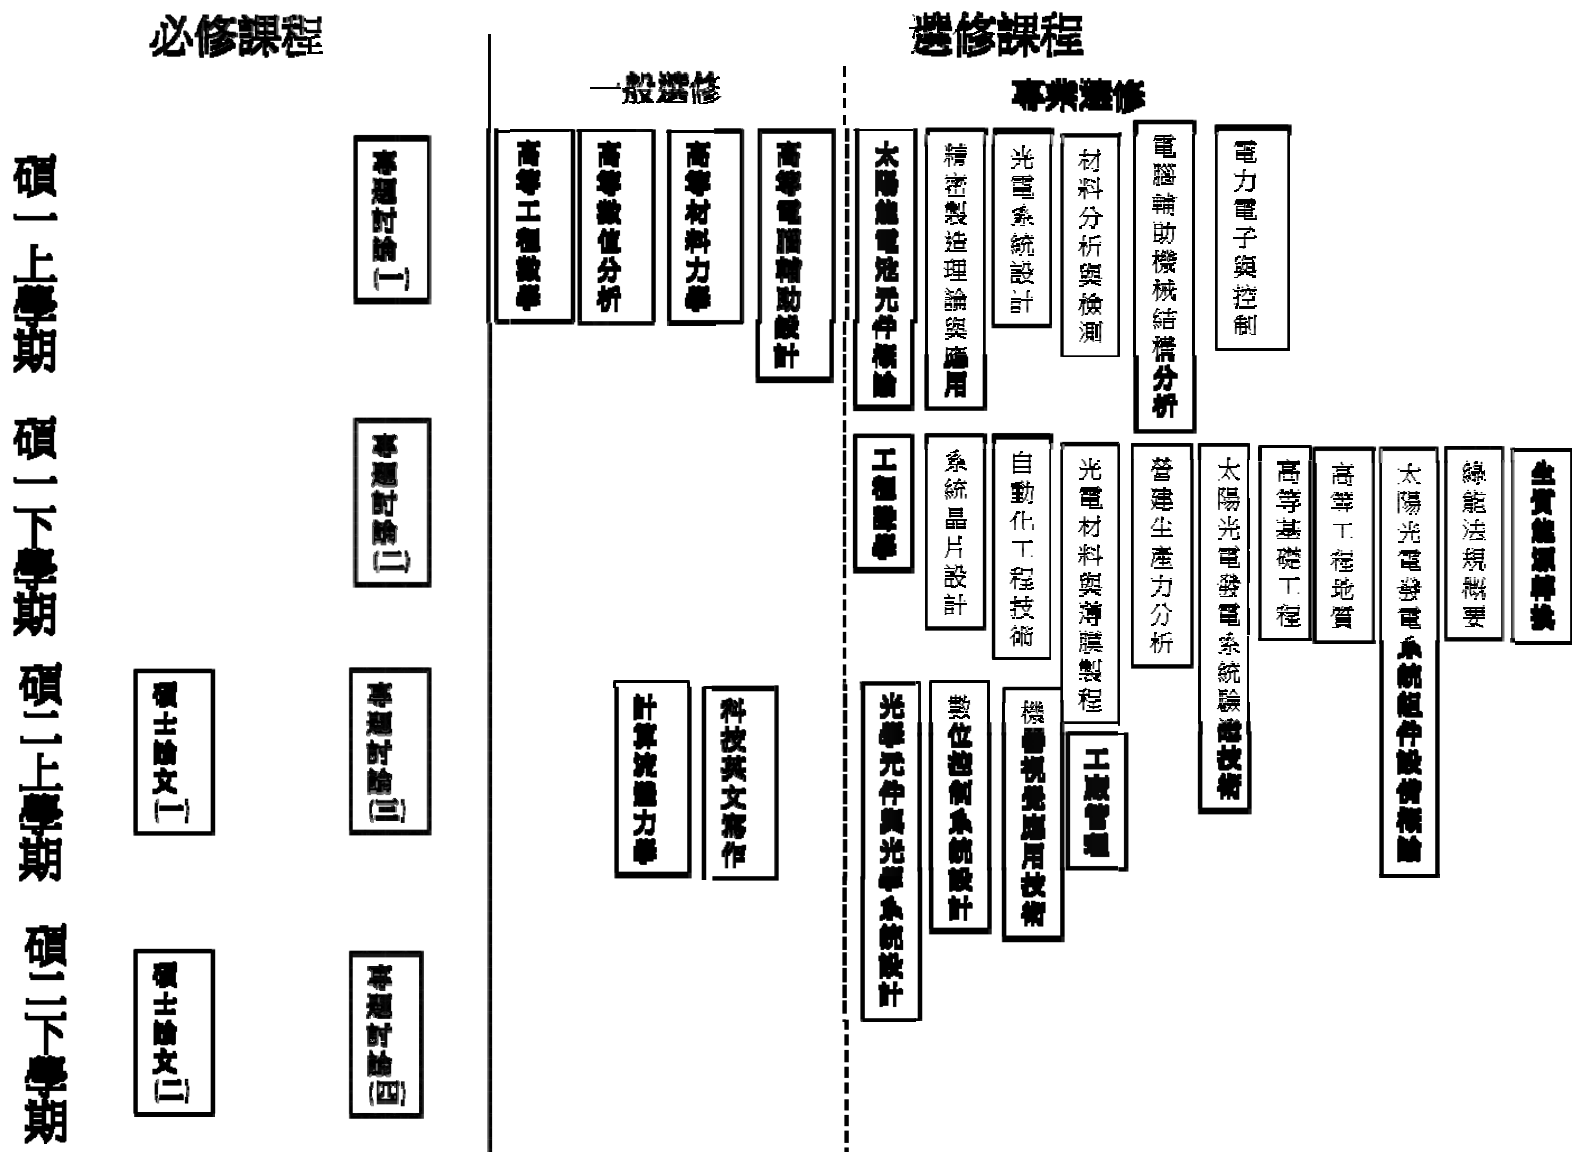 必修課程
選修課程
一般選修
專業選修
碩一上學期
專題討論(一)
高等工程數學
高等數值分析
高等材料力學
高等電腦輔助設計
太陽能電池元件概論
精密製造理論與應用
光電系統設計
材料分析與檢測
電腦輔助機械結構分析
電力電子與控制
碩一下學期
專題討論(二)
工程聲學
系統晶片設計
自動化工程技術
光電材料與薄膜製程
營建生產力分析
太陽光電發電系統驗證技術
高等基礎工程
高等工程地質
太陽光電發電系統組件設備概論
綠能法規概要
生質能源轉換
碩二上學期
碩士論文(一)
專題討論(三)
計算流體力學
科技英文寫作
光學元件與光學系統設計
數位控制系統設計
機器視覺應用技術
工廠管理
碩二下學期
碩士論文(二)
專題討論(四)